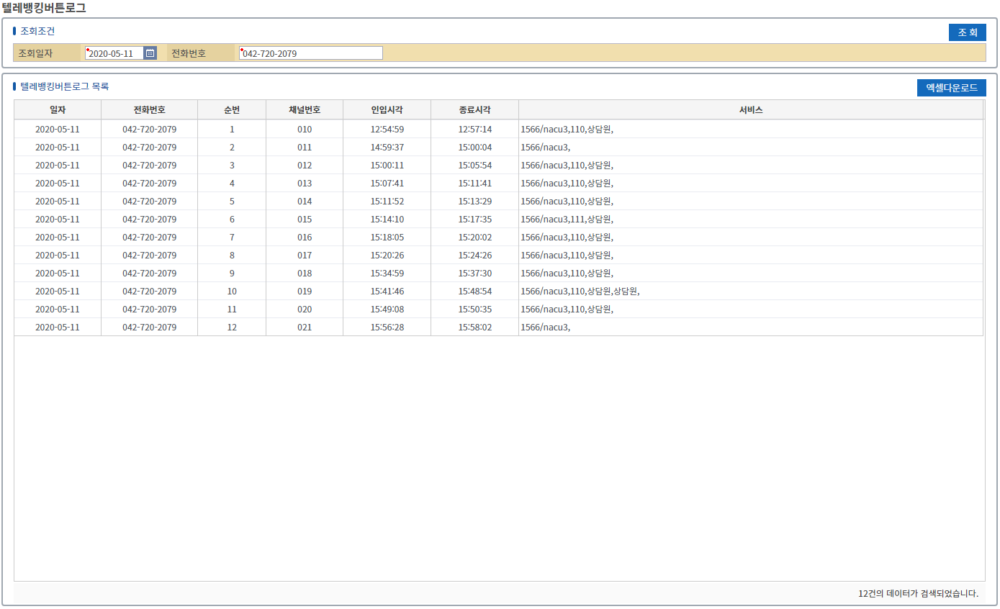 텔레뱅킹버튼로그
조회조건
조 회
조회일자 2020-05-11 전화번호 042-720-2079
텔레뱅킹버튼로그 목록
엑셀다운로드
일자 전화번호 순번 채널번호 인입시각 종료시각 서비스
2020-05-11 042-720-2079 1 010 12:54:59 12:57:14 1566/nacu3,110,상담원,
2020-05-11 042-720-2079 2 011 14:59:37 15:00:04 1566/nacu3,
2020-05-11 042-720-2079 3 012 15:00:11 15:05:54 1566/nacu3,110,상담원,
2020-05-11 042-720-2079 4 013 15:07:41 15:11:41 1566/nacu3,110,상담원,
2020-05-11 042-720-2079 5 014 15:11:52 15:13:29 1566/nacu3,110,상담원,
2020-05-11 042-720-2079 6 015 15:14:10 15:17:35 1566/nacu3,111,상담원,
2020-05-11 042-720-2079 7 016 15:18:05 15:20:02 1566/nacu3,110,상담원,
2020-05-11 042-720-2079 8 017 15:20:26 15:24:26 1566/nacu3,110,상담원,
2020-05-11 042-720-2079 9 018 15:34:59 15:37:30 1566/nacu3,110,상담원,
2020-05-11 042-720-2079 10 019 15:41:46 15:48:54 1566/nacu3,110,상담원,상담원,
2020-05-11 042-720-2079 11 020 15:49:08 15:50:35 1566/nacu3,110,상담원,
2020-05-11 042-720-2079 12 021 15:56:28 15:58:02 1566/nacu3,
12건의 데이터가 검색되었습니다.